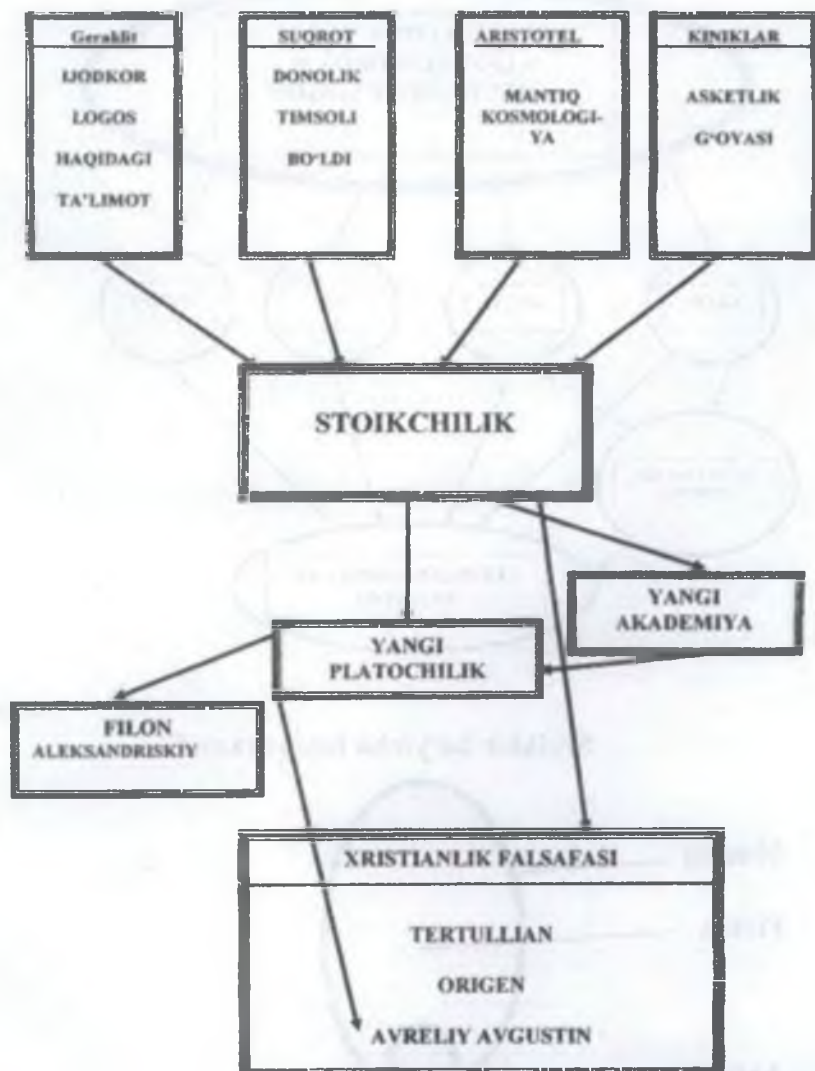 Geraklit
IJODKOR
LOGOS
HAQIDAGI
TA'LIMOT
SUQROT
DONOLIK
TIMSOLI
BO'LDI
ARISTOTEL
MANTIQ
KOSMOLOGI-
YA
KINIKLAR
ASKETLIK
G'OYASI
STOIKCHILIK
YANGI
AKADEMIYA
YANGI
PLATOCHILIK
FILON
ALEKSANDRISKIY
XRISTIANLIK FALSAFASI
TERTULLIAN
ORIGEN
AVRELIY AVGUSTIN